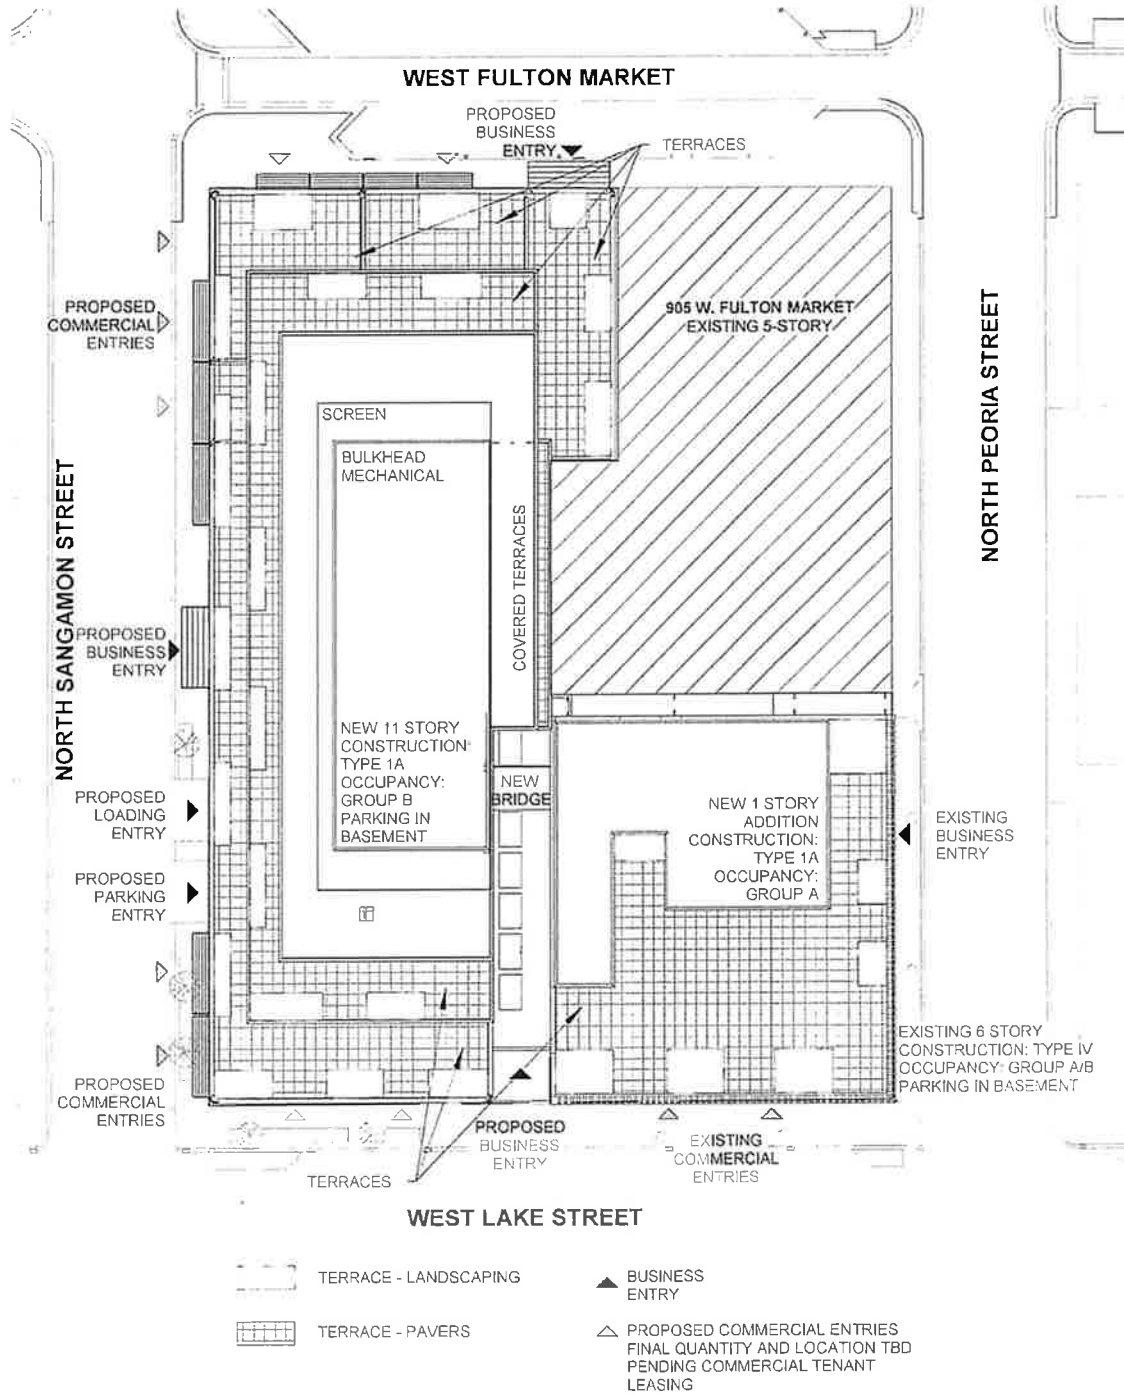 WEST FULTON MARKET
PROPOSED
BUSINESS
ENTRY
TERRACES
PROPOSED
COMMERCIAL
ENTRIES
905 W. FULTON MARKET
EXISTING 5-STORY
NORTH PEORIA STREET
SCREEN
BULKHEAD
MECHANICAL
NORTH SANGAMON STREET
COVERED TERRACES
PROPOSED
BUSINESS
ENTRY
NEW 11 STORY
CONSTRUCTION:
TYPE 1A
OCCUPANCY:
GROUP B
PARKING IN
BASEMENT
NEW
BRIDGE
PROPOSED
LOADING
ENTRY
NEW 1 STORY
ADDITION
CONSTRUCTION:
TYPE 1A
OCCUPANCY:
GROUP A
EXISTING
BUSINESS
ENTRY
PROPOSED
PARKING
ENTRY
EXISTING 6 STORY
CONSTRUCTION: TYPE IV
OCCUPANCY: GROUP A/B
PARKING IN BASEMENT
PROPOSED
COMMERCIAL
ENTRIES
PROPOSED
BUSINESS
ENTRY
EXISTING
COMMERCIAL
ENTRIES
TERRACES
WEST LAKE STREET
TERRACE - LANDSCAPING
BUSINESS
ENTRY
TERRACE - PAVERS
PROPOSED COMMERCIAL ENTRIES
FINAL QUANTITY AND LOCATION TBD
PENDING COMMERCIAL TENANT
LEASING